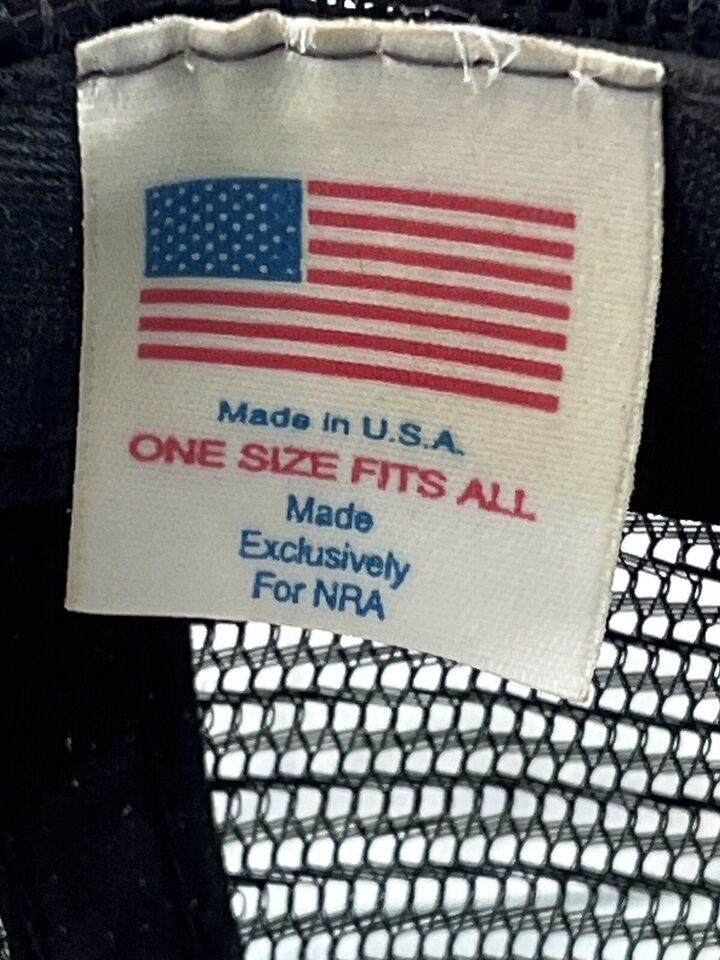 Made in U.S.A.
ONE SIZE FITS ALL
Made
Exclusively
For NRA